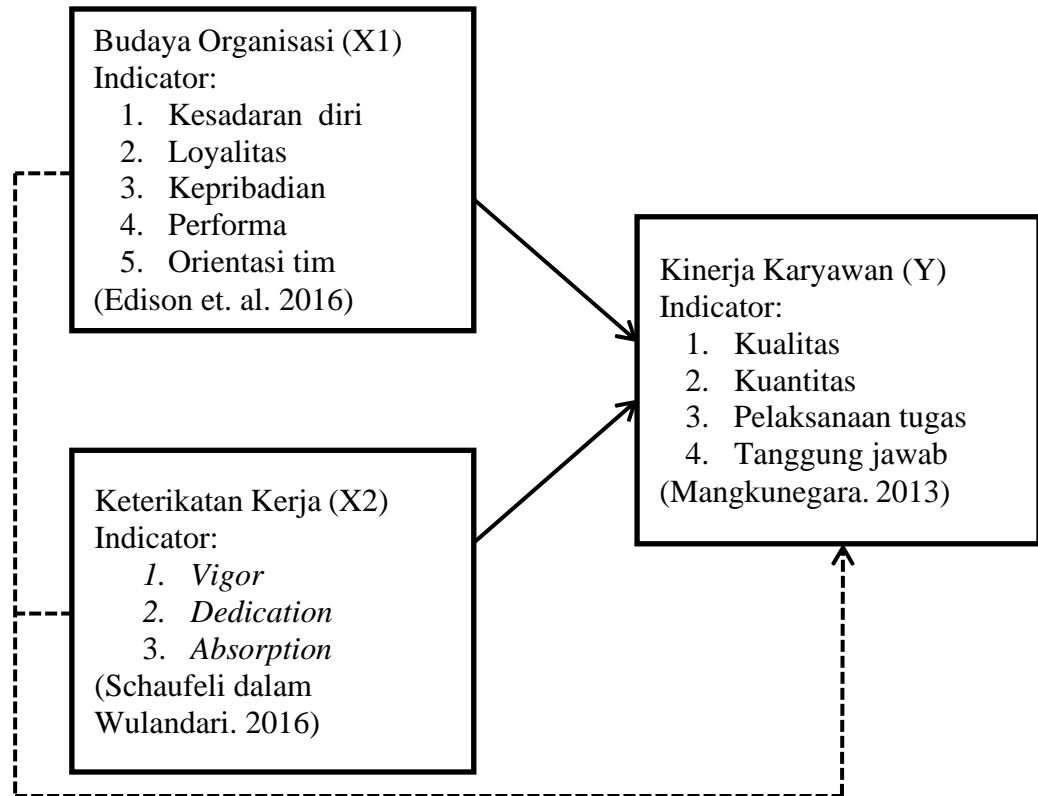 Budaya Organisasi (X1)
Indicator:
1. Kesadaran diri
2. Loyalitas
3. Kepribadian
4. Performa
5. Orientasi tim
(Edison et. al. 2016)
Kinerja Karyawan (Y)
Indicator:
1. Kualitas
2. Kuantitas
3. Pelaksanaan tugas
4. Tanggung jawab
(Mangkunegara. 2013)
Keterikatan Kerja (X2)
Indicator:
1. Vigor
2. Dedication
3. Absorption
(Schaufeli dalam
Wulandari. 2016)